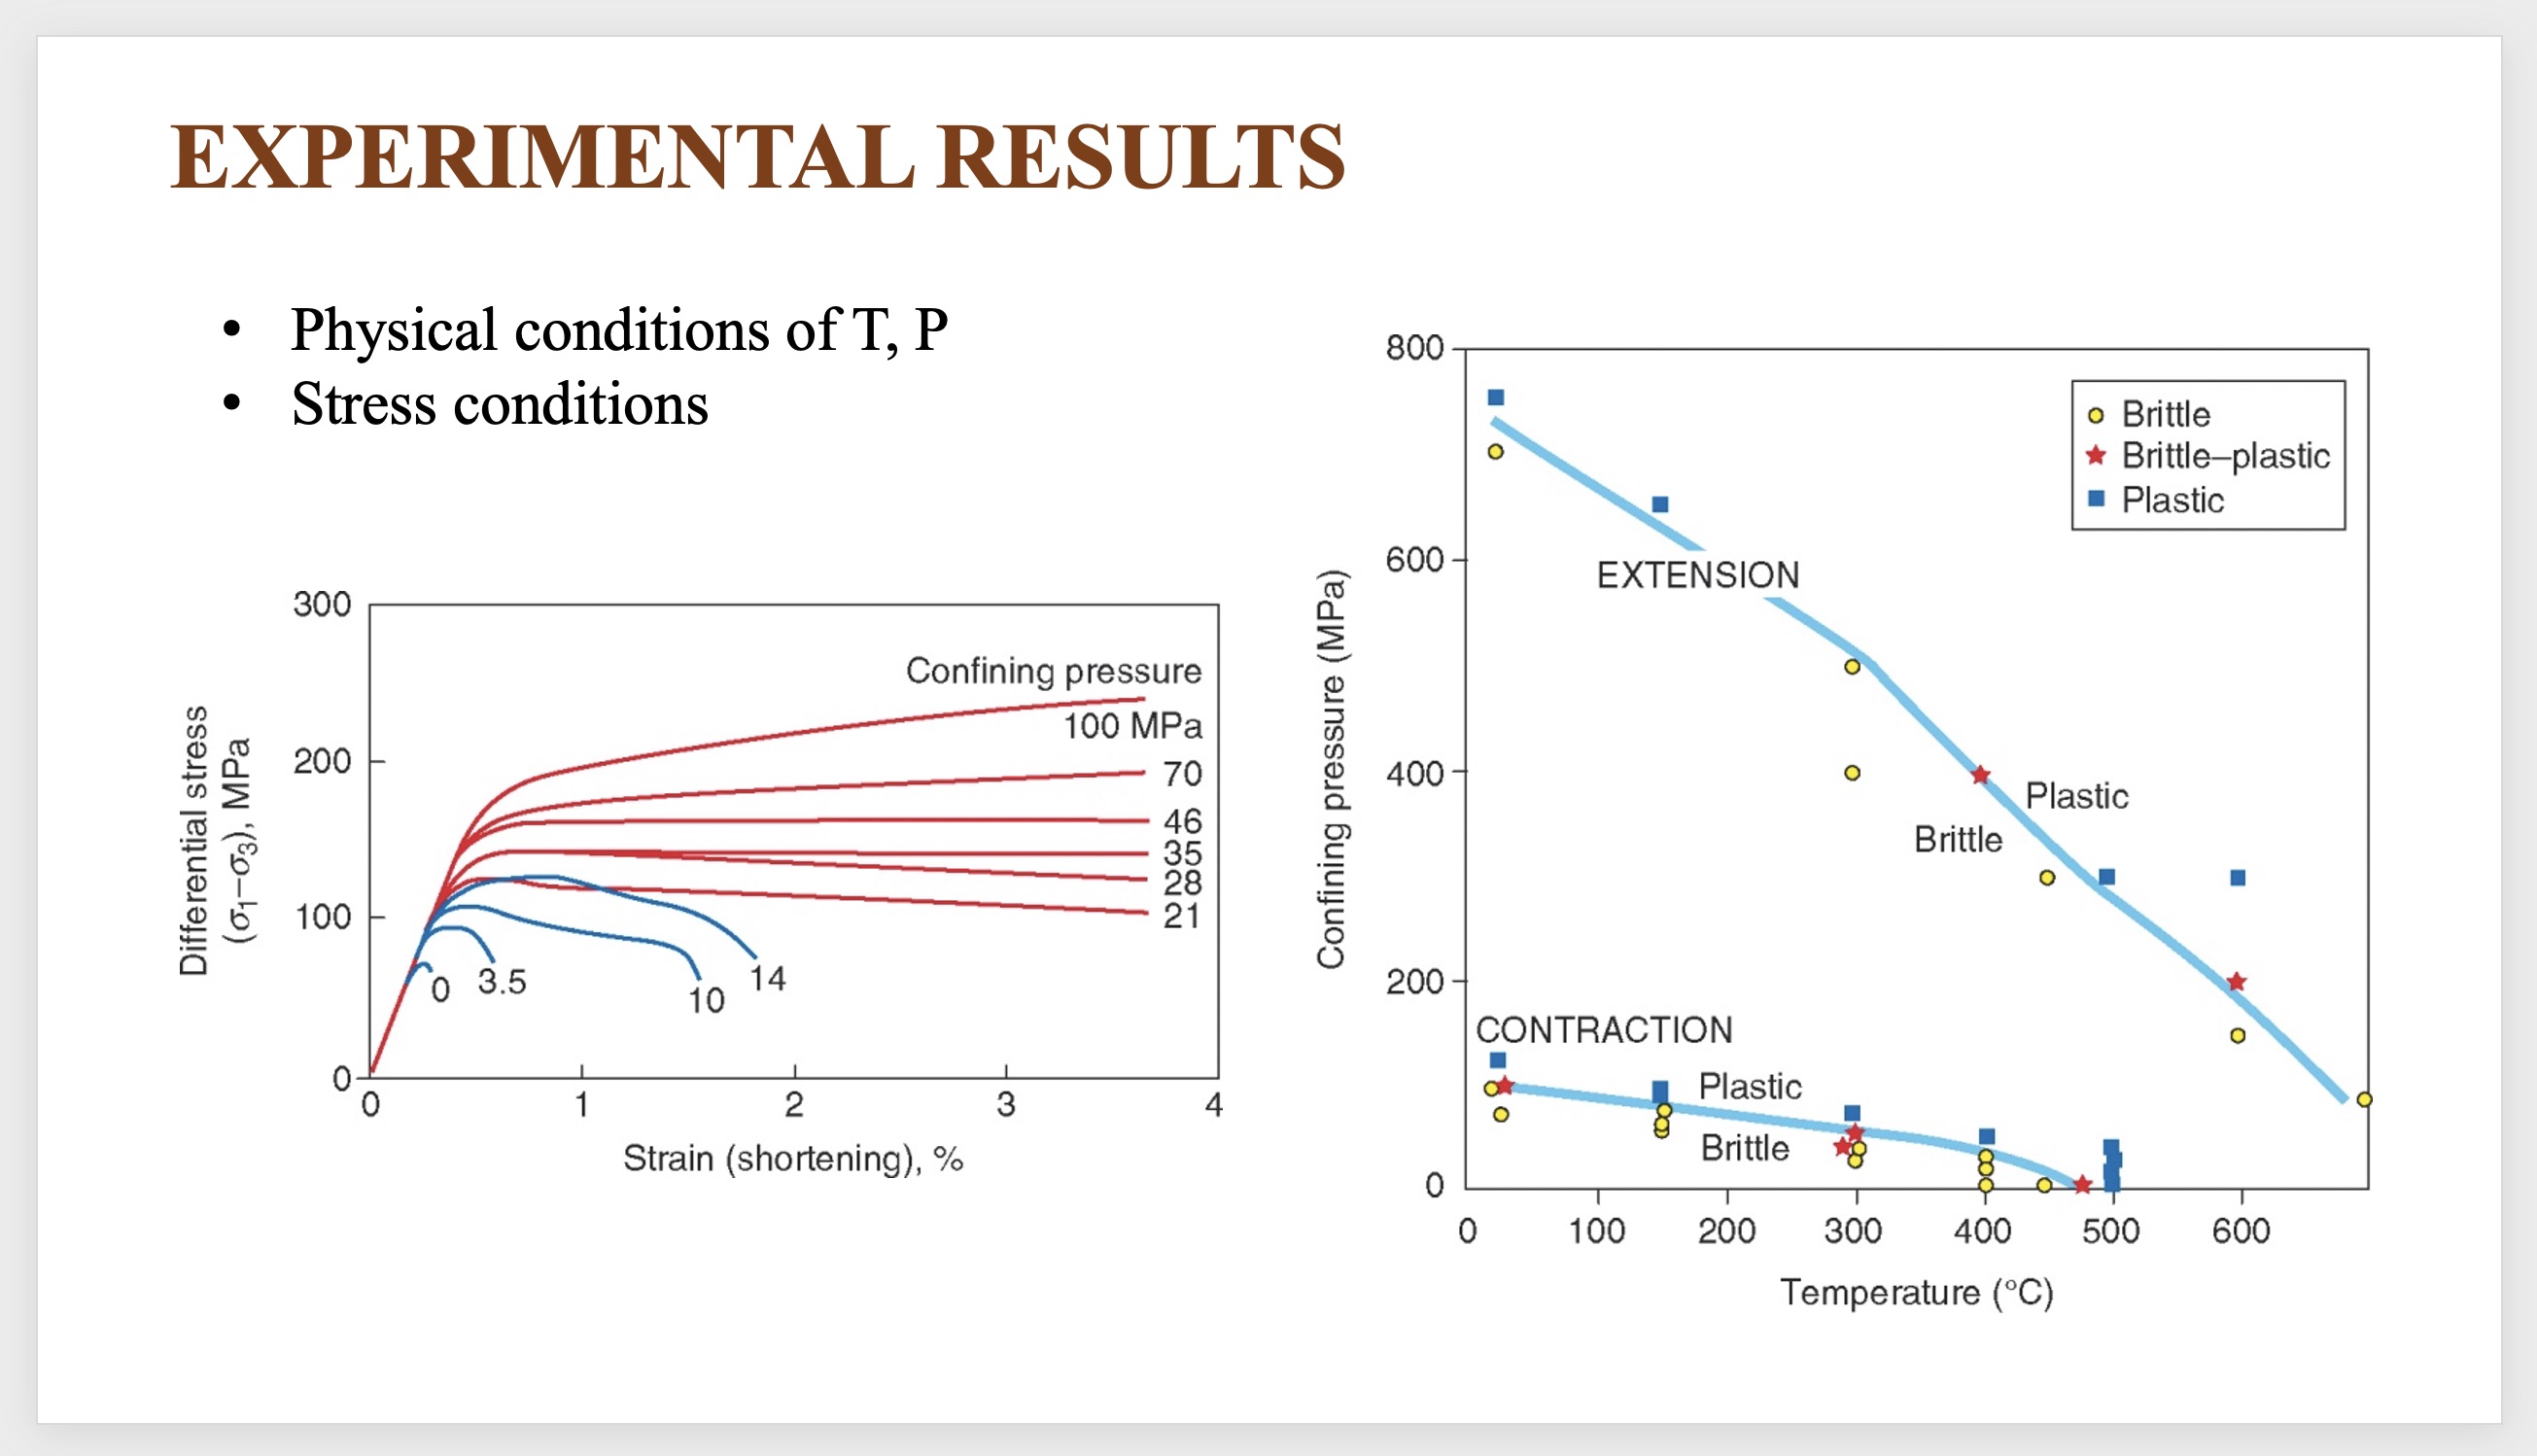 EXPERIMENTAL RESULTS
• Physical conditions of T, P
• Stress conditions
300
200
100
0
0 1 2 3 4
Differential stress
(σ1–σ3), MPa
Strain (shortening), %
Confining pressure
100 MPa
70
46
35
28
21
14
10
3.5
0
800
600
400
200
0
0 100 200 300 400 500 600
Confining pressure (MPa)
Temperature (°C)
Brittle
Brittle–plastic
Plastic
EXTENSION
Plastic
Brittle
CONTRACTION
Plastic
Brittle